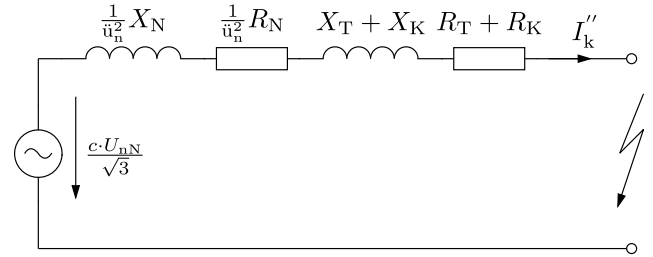 1/ü_n^2 X_N 1/ü_n^2 R_N X_T + X_K R_T + R_K I_k''
c·U_nN/√3